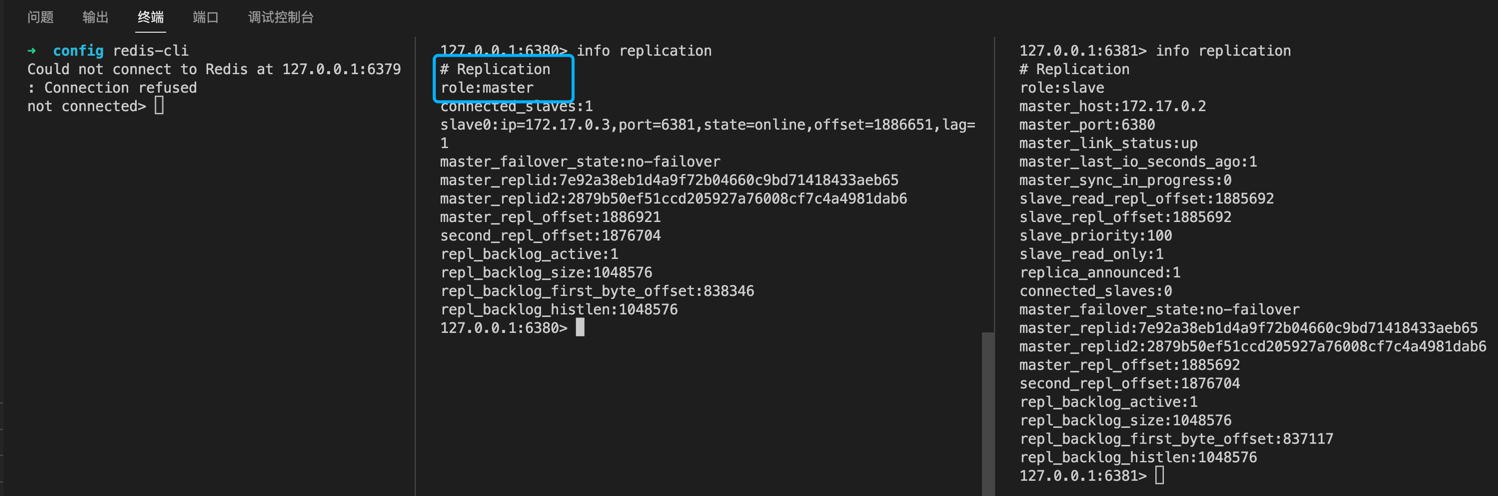 问题 输出 终端 端口 调试控制台
➜ config redis-cli
Could not connect to Redis at 127.0.0.1:6379
: Connection refused
not connected>
127.0.0.1:6380> info replication
# Replication
role:master
connected_slaves:1
slave0:ip=172.17.0.3,port=6381,state=online,offset=1886651,lag=
1
master_failover_state:no-failover
master_replid:7e92a38eb1d4a9f72b04660c9bd71418433aeb65
master_replid2:2879b50ef51ccd205927a76008cf7c4a4981dab6
master_repl_offset:1886921
second_repl_offset:1876704
repl_backlog_active:1
repl_backlog_size:1048576
repl_backlog_first_byte_offset:838346
repl_backlog_histlen:1048576
127.0.0.1:6380>
127.0.0.1:6381> info replication
# Replication
role:slave
master_host:172.17.0.2
master_port:6380
master_link_status:up
master_last_io_seconds_ago:1
master_sync_in_progress:0
slave_read_repl_offset:1885692
slave_repl_offset:1885692
slave_priority:100
slave_read_only:1
replica_announced:1
connected_slaves:0
master_failover_state:no-failover
master_replid:7e92a38eb1d4a9f72b04660c9bd71418433aeb65
master_replid2:2879b50ef51ccd205927a76008cf7c4a4981dab6
master_repl_offset:1885692
second_repl_offset:1876704
repl_backlog_active:1
repl_backlog_size:1048576
repl_backlog_first_byte_offset:837117
repl_backlog_histlen:1048576
127.0.0.1:6381>